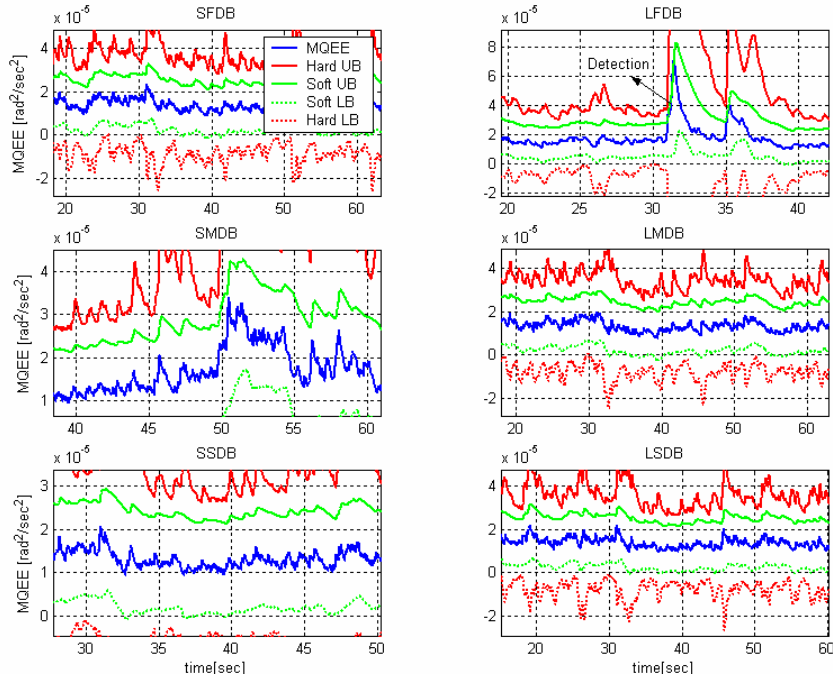 SFDB
x 10^-5
4
2
0
-2
20
30
40
50
60
MQEE [rad^2/sec^2]
MQEE
Hard UB
Soft UB
Soft LB
Hard LB
LFDB
x 10^-5
8
6
4
2
0
-2
20
25
30
35
40
Detection
SMDB
x 10^-5
4
3
2
1
40
45
50
55
60
MQEE [rad^2/sec^2]
LMDB
x 10^-5
4
2
0
-2
20
30
40
50
60
SSDB
x 10^-5
3
2
1
0
30
35
40
45
50
MQEE [rad^2/sec^2]
time[sec]
LSDB
x 10^-5
4
2
0
-2
20
30
40
50
60
time[sec]